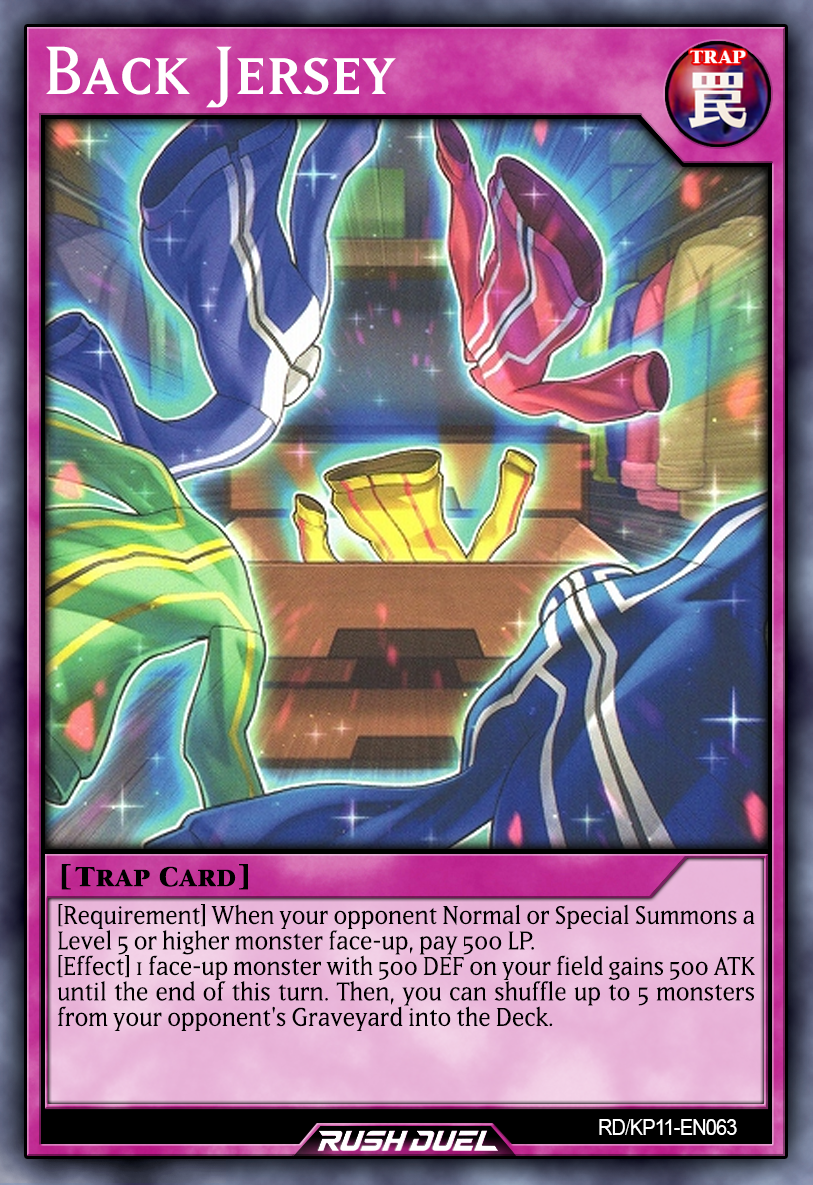 Back Jersey
TRAP
罠
[Trap Card]
[Requirement] When your opponent Normal or Special Summons a
Level 5 or higher monster face-up, pay 500 LP.
[Effect] 1 face-up monster with 500 DEF on your field gains 500 ATK
until the end of this turn. Then, you can shuffle up to 5 monsters
from your opponent's Graveyard into the Deck.
RD/KP11-EN063
RUSH DUEL